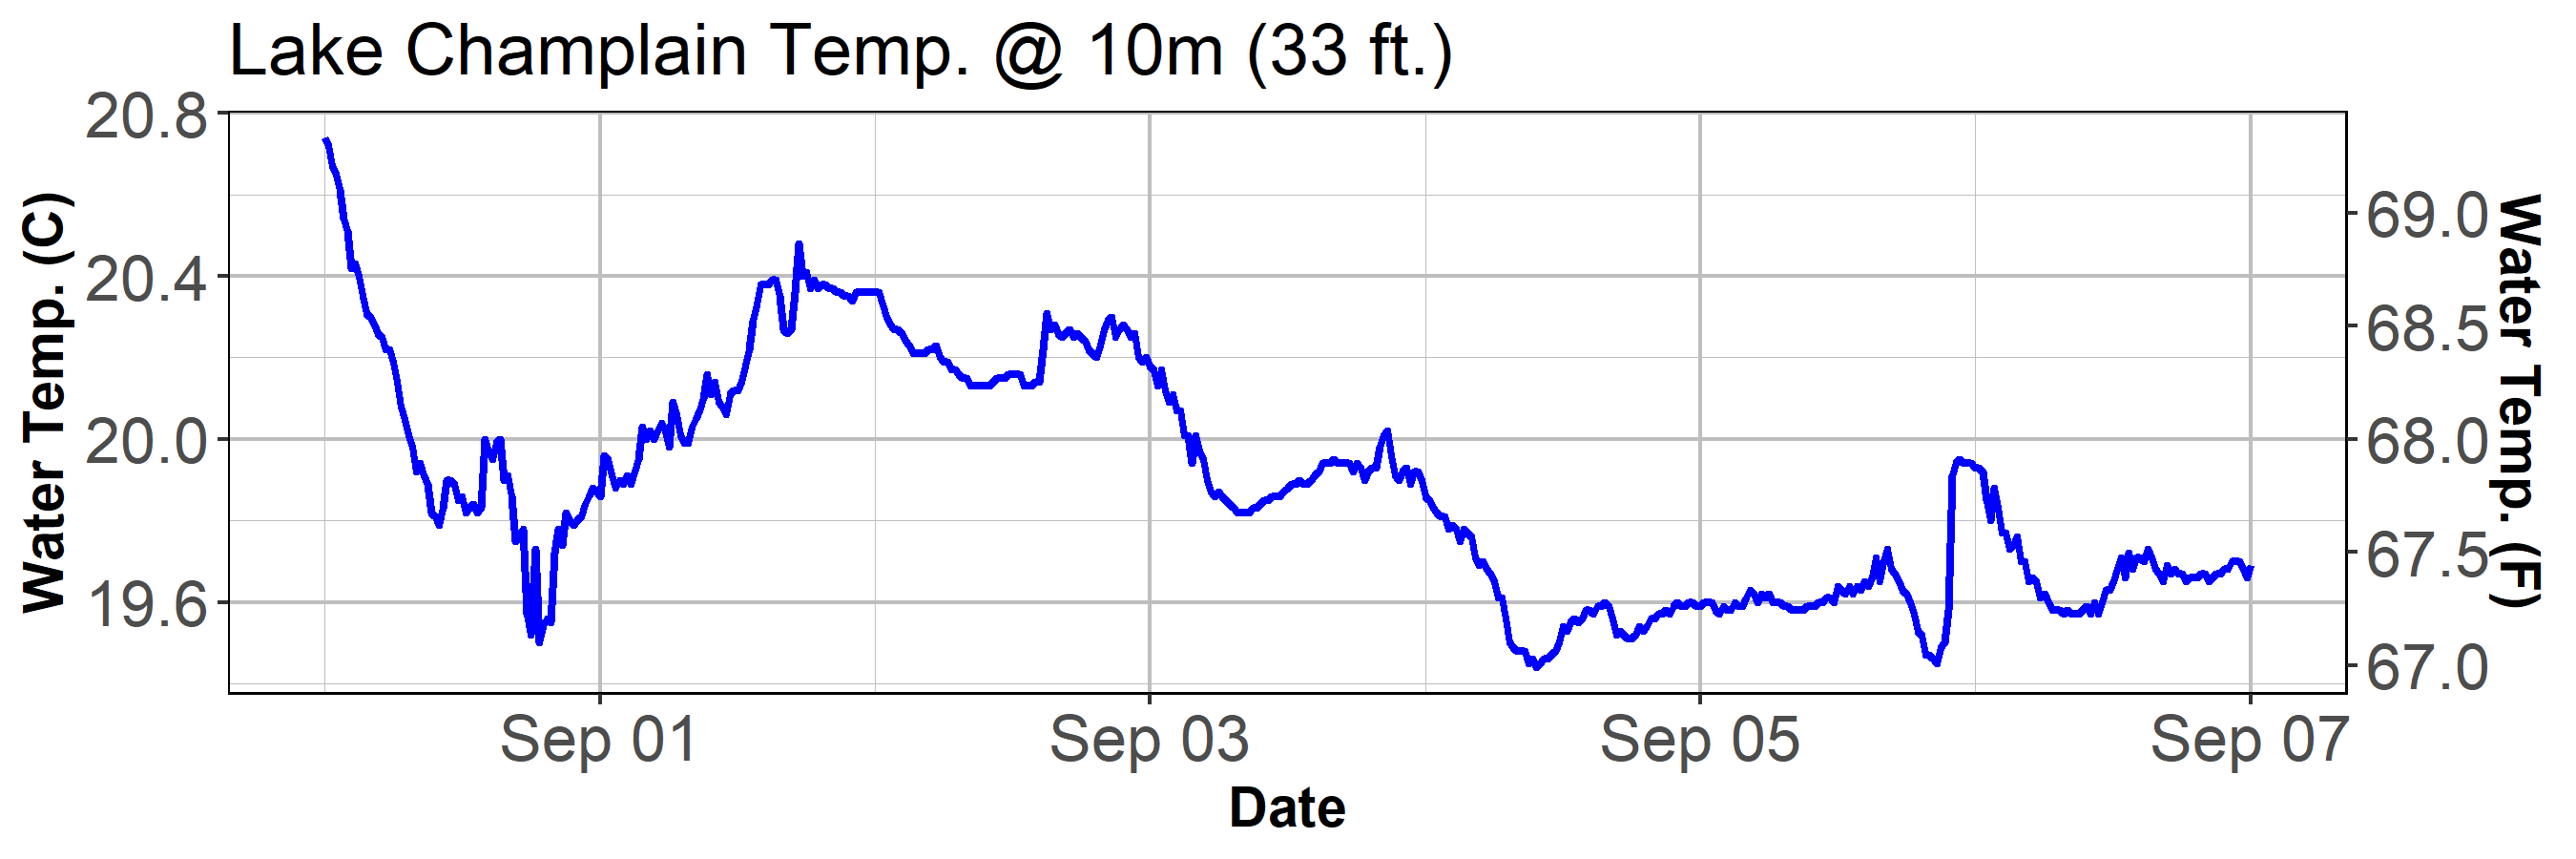 Lake Champlain Temp. @ 10m (33 ft.)
Water Temp. (C)
20.8
20.4
20.0
19.6
69.0
68.5
68.0
67.5
67.0
Water Temp. (F)
Sep 01
Sep 03
Sep 05
Sep 07
Date